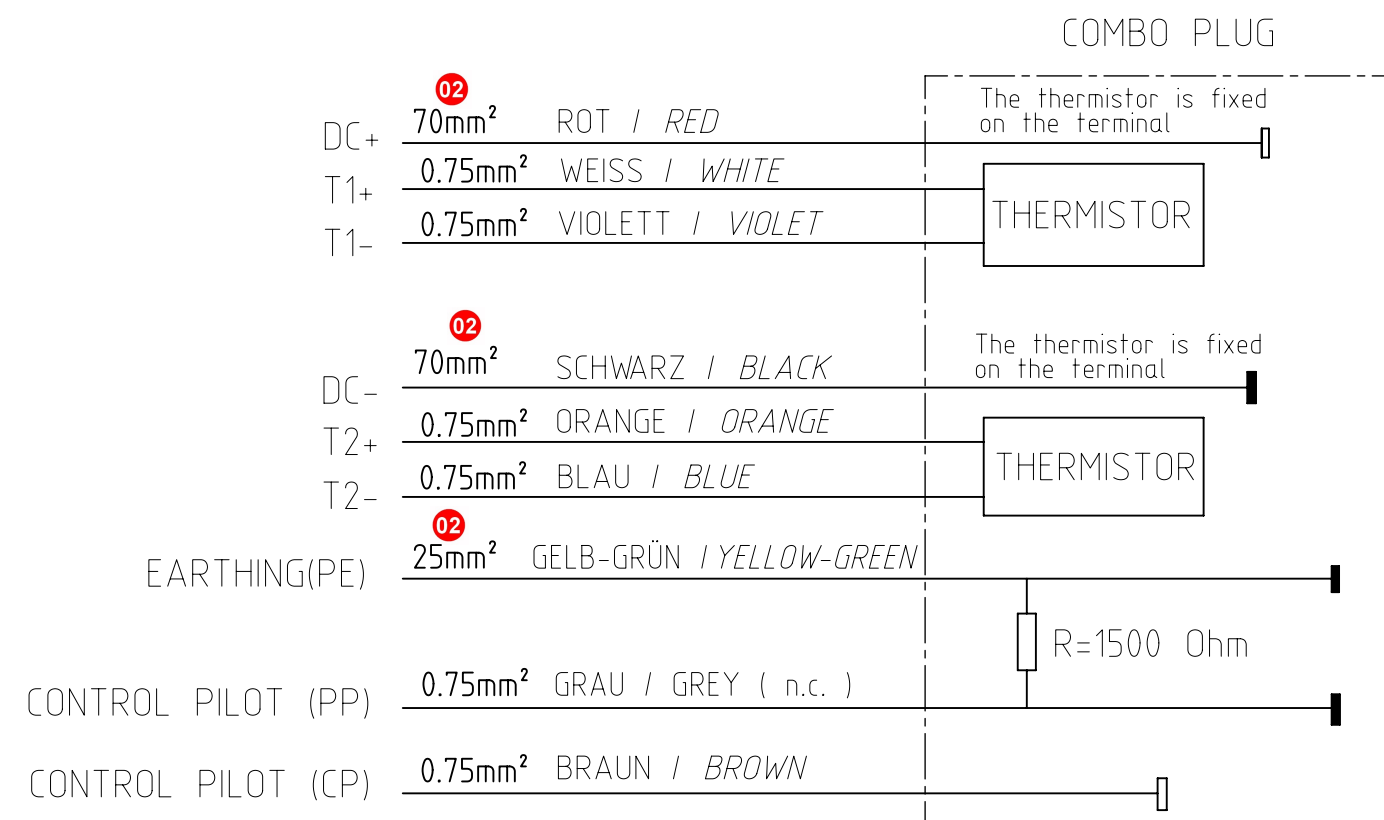 COMBO PLUG
02
The thermistor is fixed
on the terminal
DC+ 70mm² ROT / RED
T1+ 0.75mm² WEISS / WHITE
THERMISTOR
T1- 0.75mm² VIOLETT / VIOLET
02
The thermistor is fixed
on the terminal
DC- 70mm² SCHWARZ / BLACK
T2+ 0.75mm² ORANGE / ORANGE
THERMISTOR
T2- 0.75mm² BLAU / BLUE
02
EARTHING(PE) 25mm² GELB-GRÜN / YELLOW-GREEN
R=1500 Ohm
CONTROL PILOT (PP) 0.75mm² GRAU / GREY ( n.c. )
CONTROL PILOT (CP) 0.75mm² BRAUN / BROWN